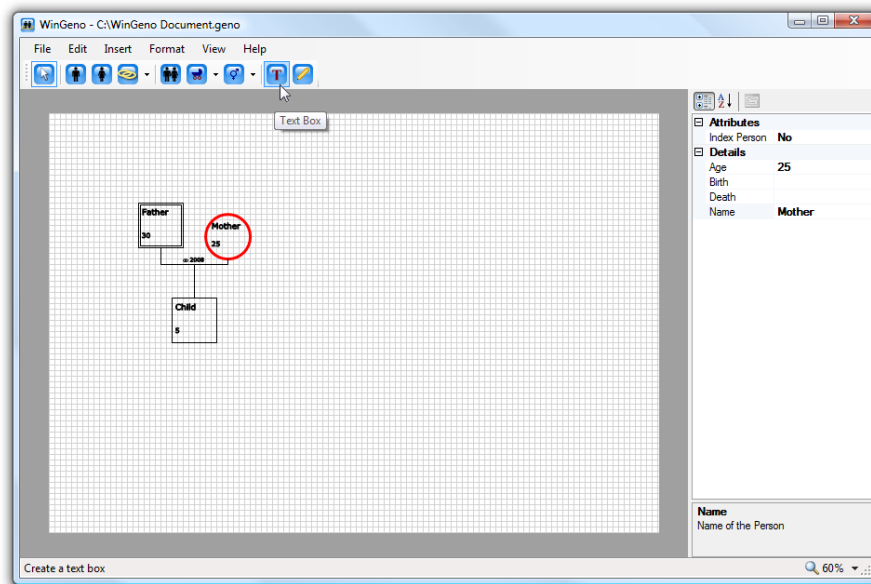 WinGeno - C:\WinGeno Document.geno
File Edit Insert Format View Help
T
Text Box
A
Z
Attributes
Index Person No
Details
Age 25
Birth
Death
Name Mother
Father
30
Mother
25
∞ 2008
Child
5
Name
Name of the Person
Create a text box
60%